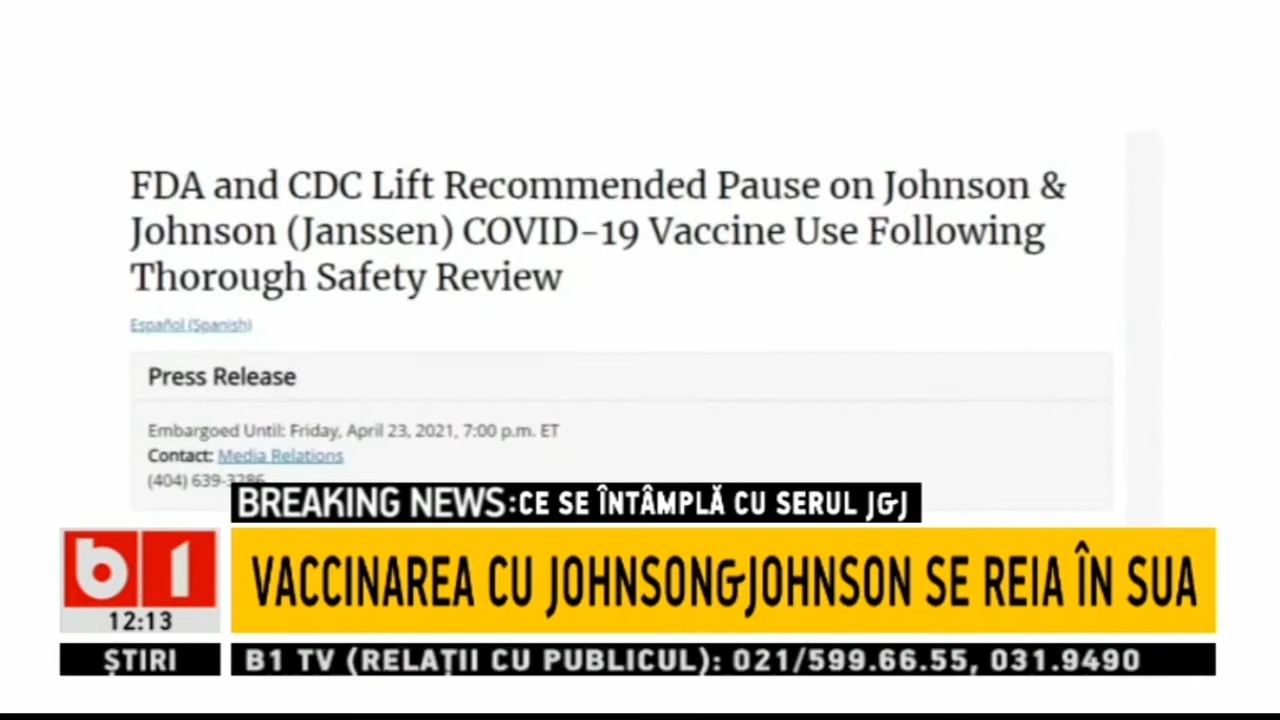 FDA and CDC Lift Recommended Pause on Johnson &
Johnson (Janssen) COVID-19 Vaccine Use Following
Thorough Safety Review
Español (Spanish)
Press Release
Embargoed Until: Friday, April 23, 2021, 7:00 p.m. ET
Contact: Media Relations
(404) 639-3286
BREAKING NEWS: CE SE ÎNTÂMPLĂ CU SERUL J&J
b1
VACCINAREA CU JOHNSON&JOHNSON SE REIA ÎN SUA
12:13
ȘTIRI
B1 TV (RELAȚII CU PUBLICUL): 021/599.66.55, 031.9490